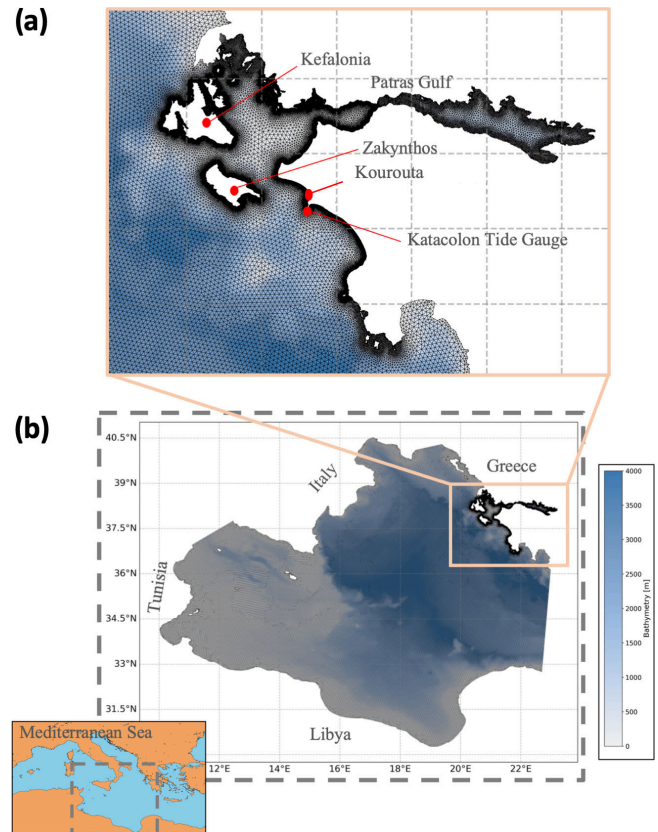 (a)
Kefalonia
Patras Gulf
Zakynthos
Kourouta
Katacolon Tide Gauge
(b)
40.5°N
39°N
37.5°N
36°N
34.5°N
33°N
31.5°N
Italy
Greece
Tunisia
Libya
12°E
14°E
16°E
18°E
20°E
22°E
4000
3500
3000
2500
2000
1500
1000
500
0
Bathymetry [m]
Mediterranean Sea